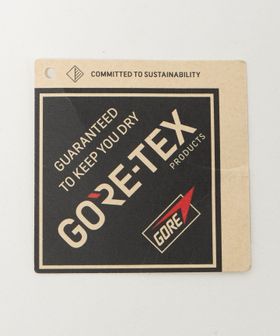 COMMITTED TO SUSTAINABILITY
GUARANTEED
TO KEEP YOU DRY
GORE-TEX
PRODUCTS
GORE